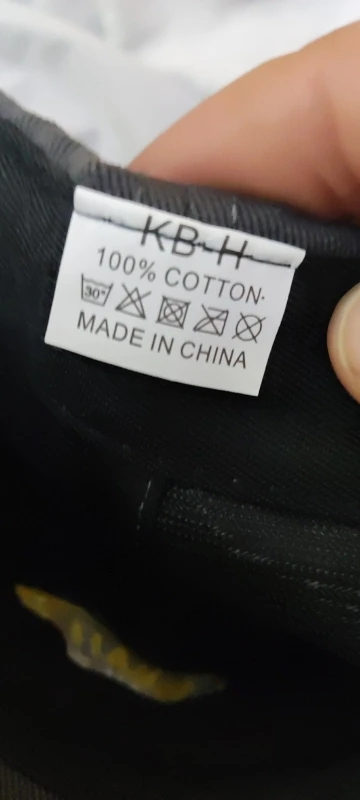 KB-H
100% COTTON
30°
MADE IN CHINA